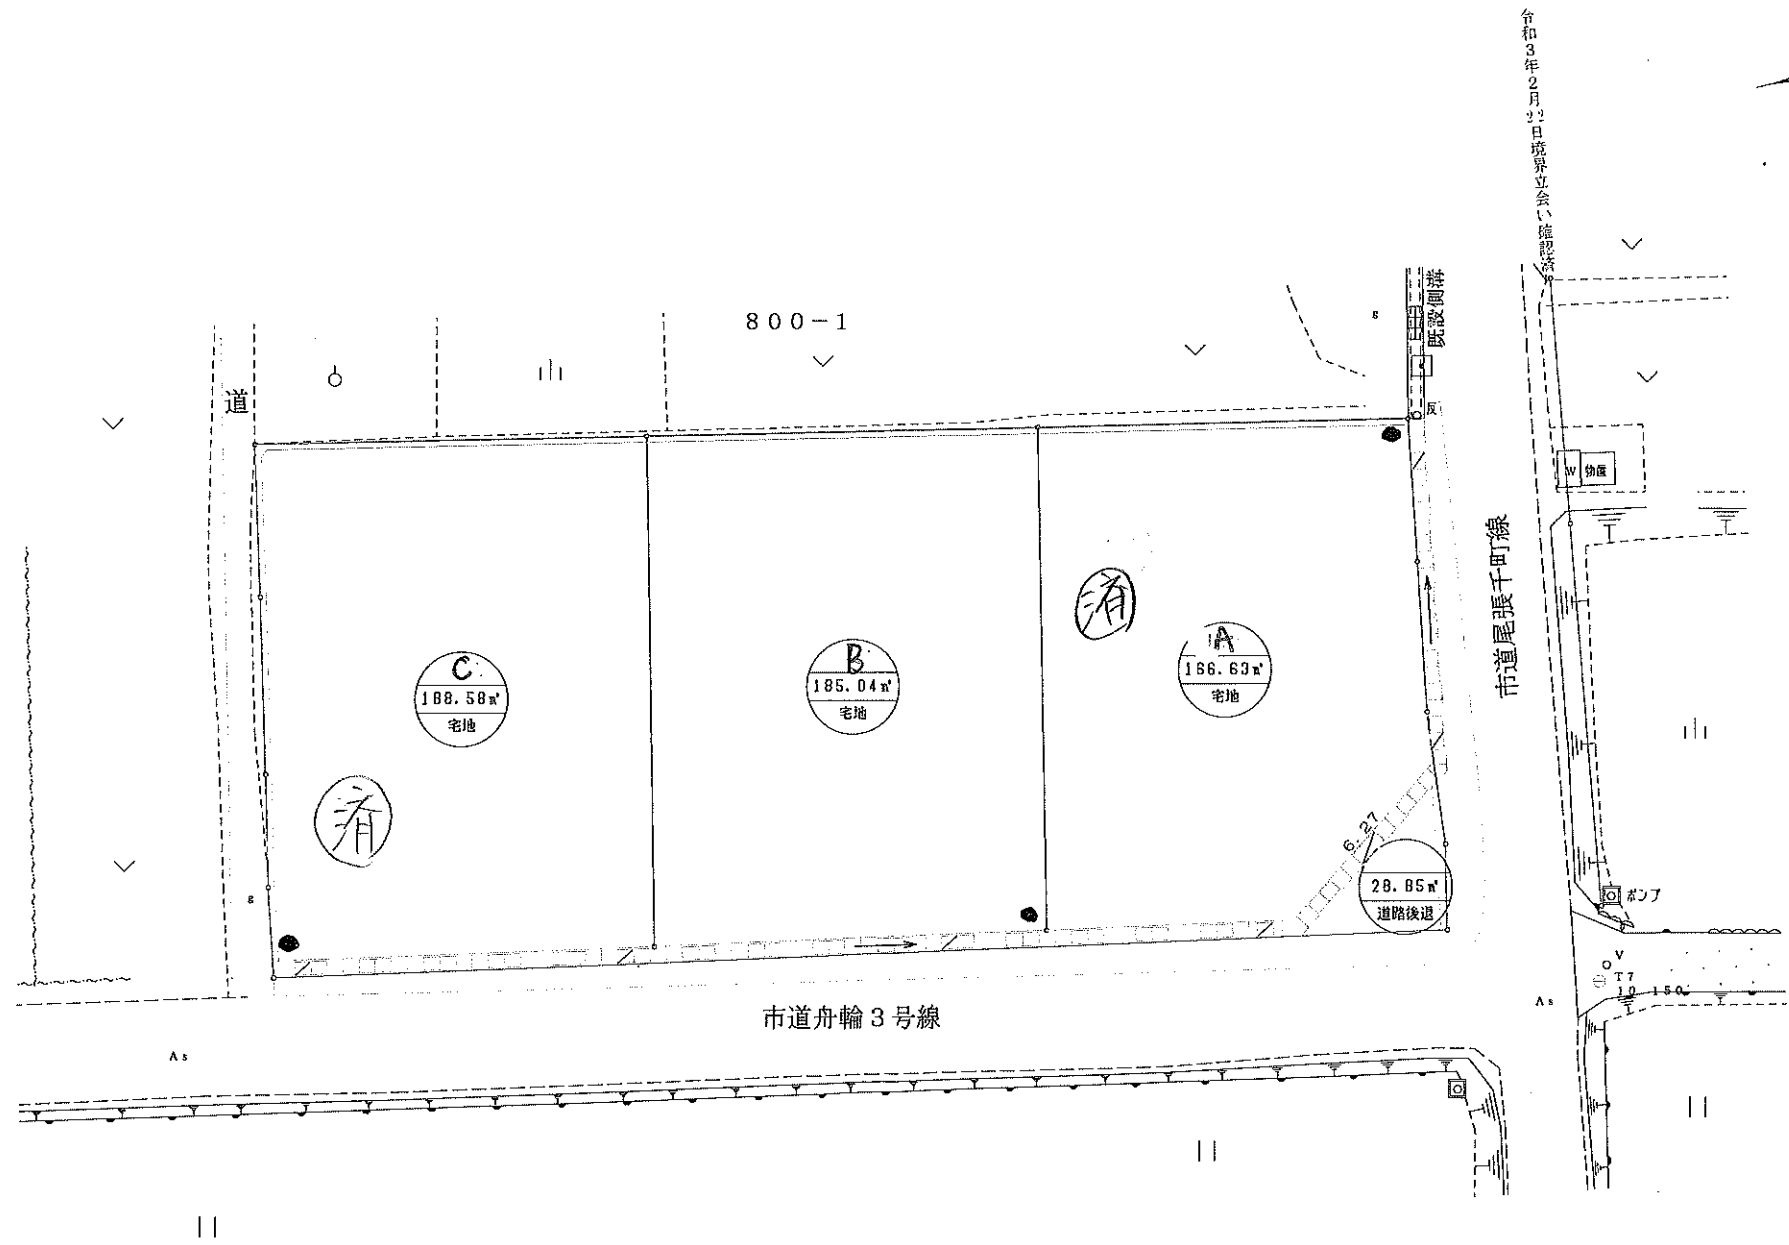 令和3年2月22日境界立会い確認済
800-1
既設側溝
道
W 物置
市道尾張千町線
済
A
166.63㎡
宅地
B
185.04㎡
宅地
C
188.58㎡
宅地
済
6.27
28.85㎡
道路後退
ポンプ
V
T7
10 150
As
市道舟輪3号線
As